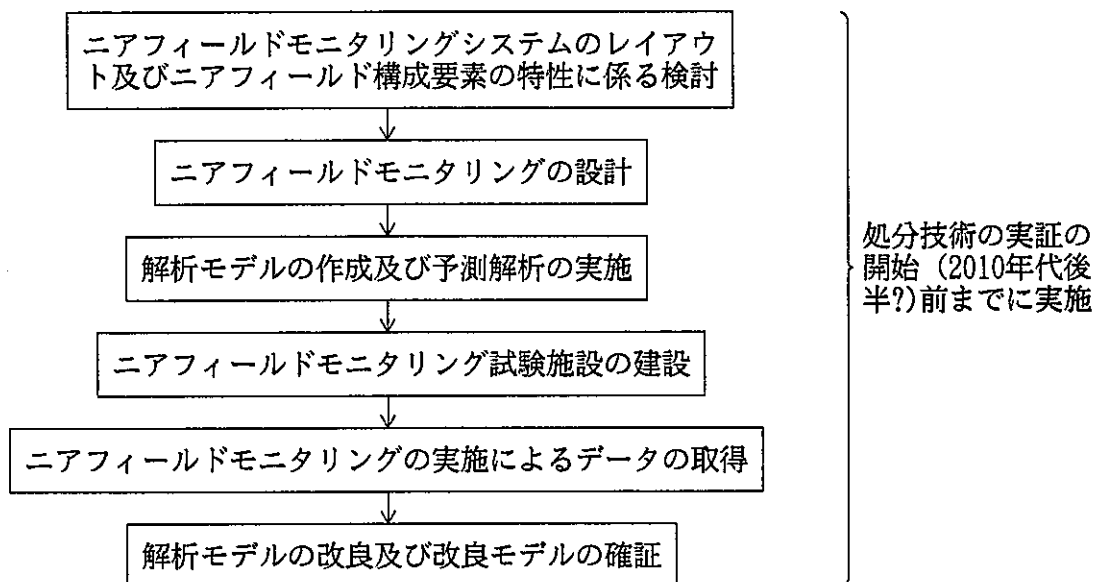 ニアフィールドモニタリングシステムのレイアウ
ト及びニアフィールド構成要素の特性に係る検討
ニアフィールドモニタリングの設計
解析モデルの作成及び予測解析の実施
ニアフィールドモニタリング試験施設の建設
ニアフィールドモニタリングの実施によるデータの取得
解析モデルの改良及び改良モデルの確証
処分技術の実証の
開始（2010年代後
半?)前までに実施